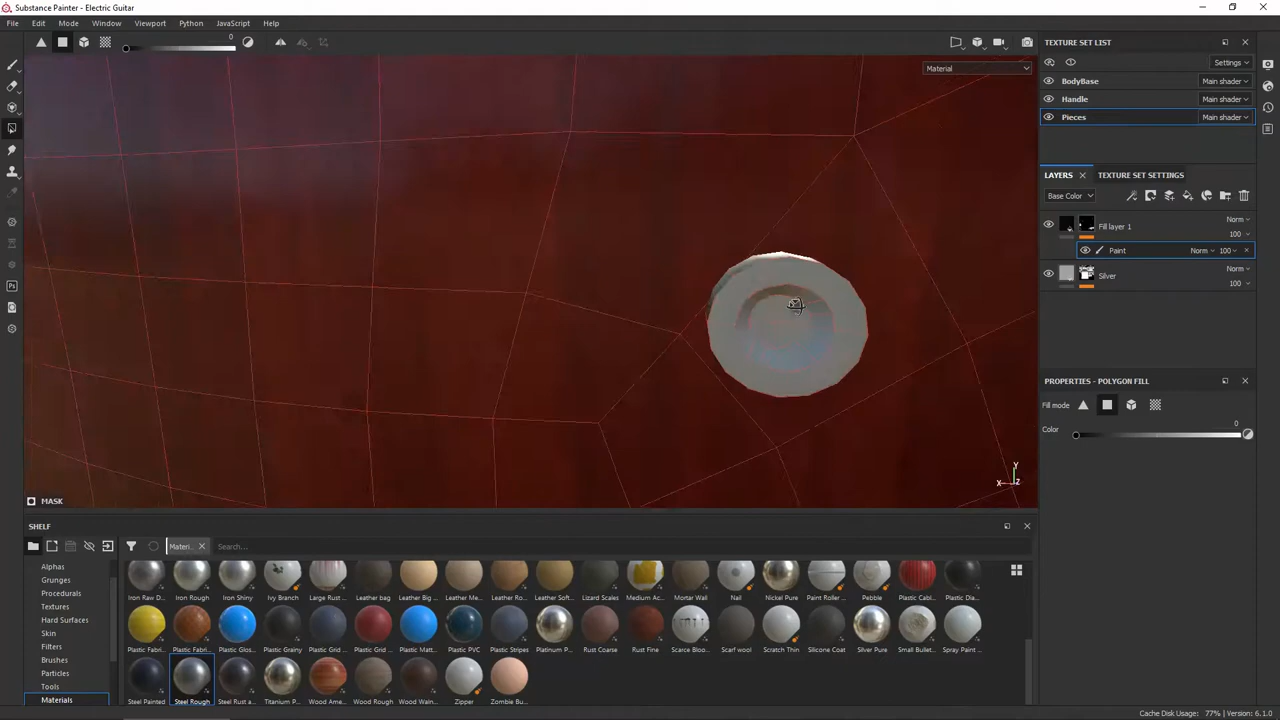 Substance Painter - Electric Guitar
File Edit Mode Window Viewport Python JavaScript Help
0
Material
MASK
Y
X Z
TEXTURE SET LIST
Settings
BodyBase Main shader
Handle Main shader
Pieces Main shader
LAYERS TEXTURE SET SETTINGS
Base Color
Fill layer 1 Norm
100
Paint Norm 100
Silver Norm
100
PROPERTIES - POLYGON FILL
Fill mode
Color 0
SHELF
Materi... Search...
Alphas
Grunges
Procedurals
Textures
Hard Surfaces
Skin
Filters
Brushes
Particles
Tools
Materials
Iron Raw D... Iron Rough Iron Shiny Ivy Branch Large Rust ... Leather bag Leather Big ... Leather Me... Leather Ro... Leather Soft... Lizard Scales Medium Ac... Mortar Wall Nail Nickel Pure Paint Roller ... Pebble Plastic Cabl... Plastic Dia...
Plastic Fabri... Plastic Fabri... Plastic Glos... Plastic Grainy Plastic Grid ... Plastic Grid ... Plastic Matt... Plastic PVC Plastic Stripes Platinum P... Rust Coarse Rust Fine Scarce Bloo... Scarf wool Scratch Thin Silicone Coat Silver Pure Small Bullet... Spray Paint ...
Steel Painted Steel Rough Steel Rust a... Titanium P... Wood Ame... Wood Rough Wood Waln... Zipper Zombie Bu...
Cache Disk Usage: 77% | Version: 6.1.0